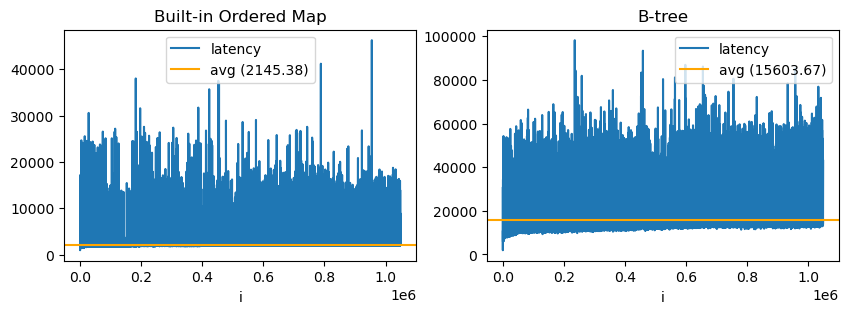 Built-in Ordered Map
latency
avg (2145.38)
40000
30000
20000
10000
0
0.0 0.2 0.4 0.6 0.8 1.0
1e6
i
B-tree
latency
avg (15603.67)
100000
80000
60000
40000
20000
0
0.0 0.2 0.4 0.6 0.8 1.0
1e6
i